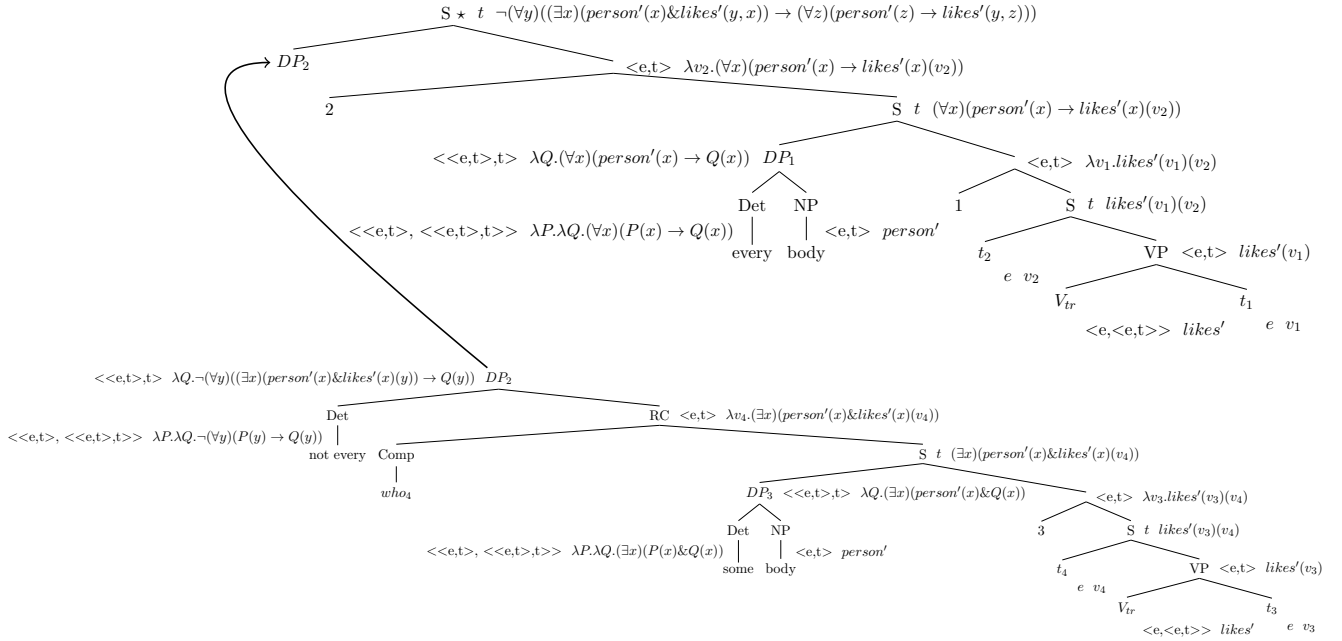 S ⋆ t ¬(∀y)((∃x)(person′(x)&likes′(y,x)) → (∀z)(person′(z) → likes′(y,z)))
DP₂
<e,t> λv₂.(∀x)(person′(x) → likes′(x)(v₂))
2
S t (∀x)(person′(x) → likes′(x)(v₂))
<<e,t>,t> λQ.(∀x)(person′(x) → Q(x)) DP₁
<e,t> λv₁.likes′(v₁)(v₂)
Det NP 1 S t likes′(v₁)(v₂)
<<e,t>, <<e,t>,t>> λP.λQ.(∀x)(P(x) → Q(x)) <e,t> person′
every body t₂ VP <e,t> likes′(v₁)
e v₂
Vₜᵣ t₁
<e,<e,t>> likes′ e v₁
<<e,t>,t> λQ.¬(∀y)((∃x)(person′(x)&likes′(x)(y)) → Q(y)) DP₂
Det RC <e,t> λv₄.(∃x)(person′(x)&likes′(x)(v₄))
<<e,t>, <<e,t>,t>> λP.λQ.¬(∀y)(P(y) → Q(y))
not every Comp S t (∃x)(person′(x)&likes′(x)(v₄))
who₄ DP₃ <<e,t>,t> λQ.(∃x)(person′(x)&Q(x)) <e,t> λv₃.likes′(v₃)(v₄)
Det NP 3 S t likes′(v₃)(v₄)
<<e,t>, <<e,t>,t>> λP.λQ.(∃x)(P(x)&Q(x)) <e,t> person′
some body t₄ VP <e,t> likes′(v₃)
e v₄
Vₜᵣ t₃
<e,<e,t>> likes′ e v₃